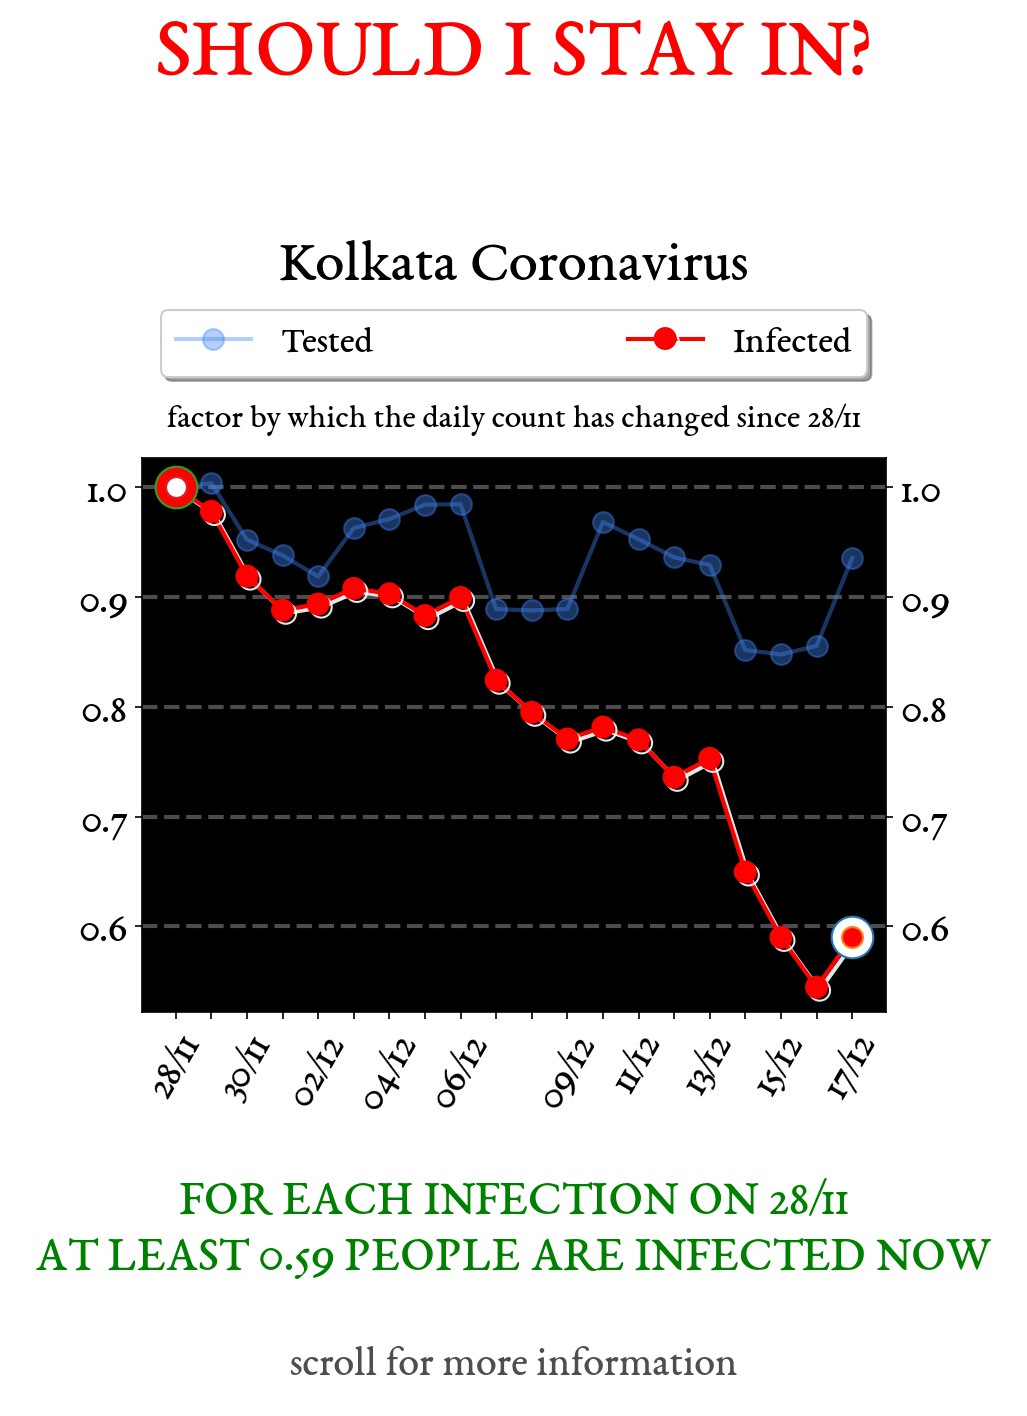 SHOULD I STAY IN?
Kolkata Coronavirus
Tested Infected
factor by which the daily count has changed since 28/11
1.0 1.0
0.9 0.9
0.8 0.8
0.7 0.7
0.6 0.6
28/11 30/11 02/12 04/12 06/12 09/12 11/12 13/12 15/12 17/12
FOR EACH INFECTION ON 28/11
AT LEAST 0.59 PEOPLE ARE INFECTED NOW
scroll for more information